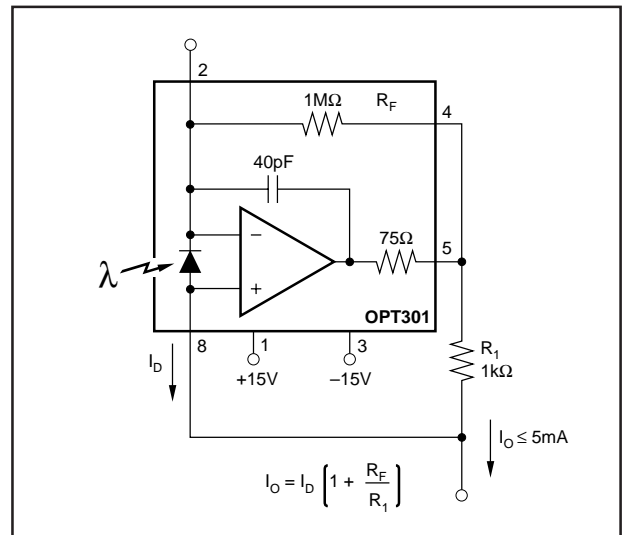 2
1MΩ R_F 4
40pF
75Ω 5
λ
–
+
OPT301
8 1 3
I_D
+15V –15V
R_1
1kΩ
I_O ≤ 5mA
I_O = I_D (1 + R_F / R_1)